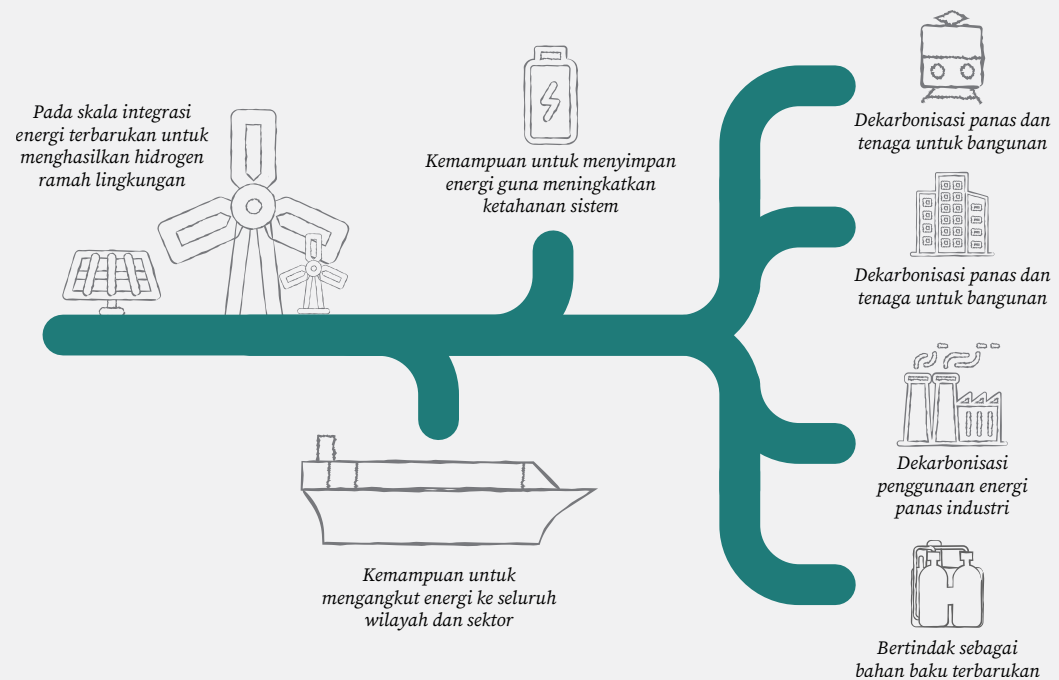 Pada skala integrasi
energi terbarukan untuk
menghasilkan hidrogen
ramah lingkungan
Kemampuan untuk menyimpan
energi guna meningkatkan
ketahanan sistem
Kemampuan untuk
mengangkut energi ke seluruh
wilayah dan sektor
Dekarbonisasi panas dan
tenaga untuk bangunan
Dekarbonisasi panas dan
tenaga untuk bangunan
Dekarbonisasi
penggunaan energi
panas industri
H
Bertindak sebagai
bahan baku terbarukan